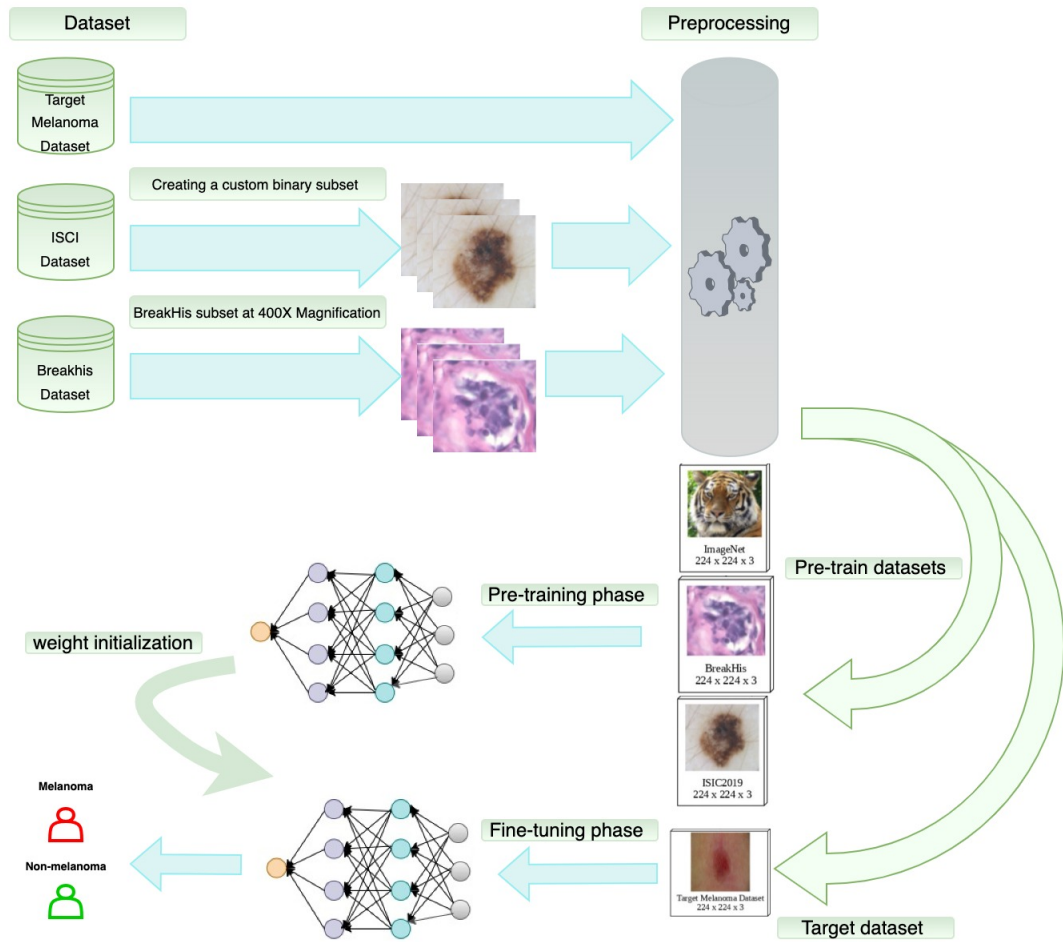 Dataset
Preprocessing
Target
Melanoma
Dataset
Creating a custom binary subset
ISCI
Dataset
BreakHis subset at 400X Magnification
Breakhis
Dataset
ImageNet
224 x 224 x 3
Pre-train datasets
Pre-training phase
BreakHis
224 x 224 x 3
weight initialization
ISIC2019
224 x 224 x 3
Melanoma
Fine-tuning phase
Non-melanoma
Target Melanoma Dataset
224 x 224 x 3
Target dataset